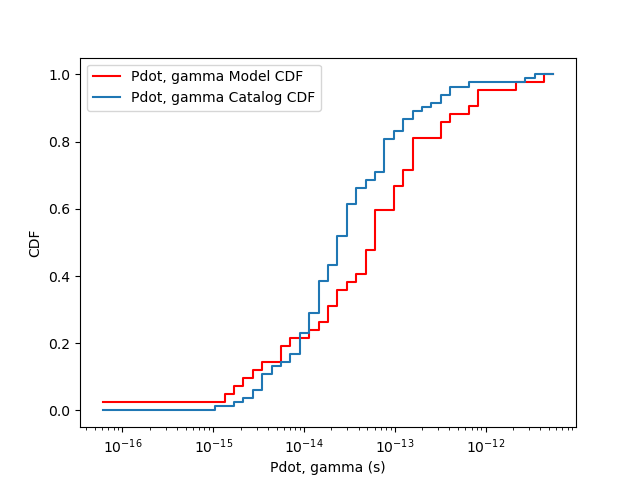 Pdot, gamma Model CDF
Pdot, gamma Catalog CDF
1.0
0.8
0.6
0.4
0.2
0.0
CDF
10⁻¹⁶
10⁻¹⁵
10⁻¹⁴
10⁻¹³
10⁻¹²
Pdot, gamma (s)